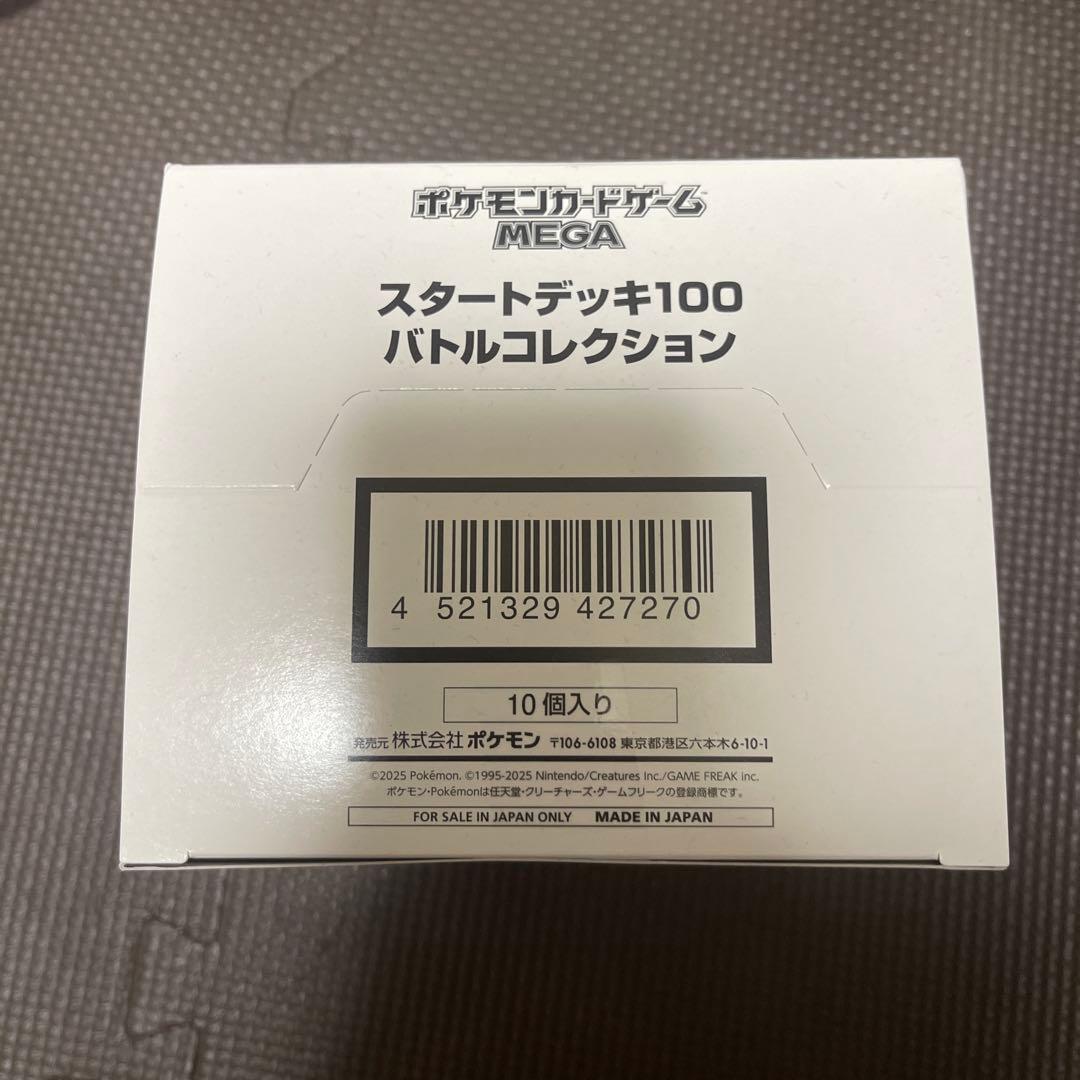 ポケモンカードゲーム™
MEGA
スタートデッキ100
バトルコレクション
4 521329 427270
10個入り
発売元 株式会社 ポケモン 〒106-6108 東京都港区六本木6-10-1
©2025 Pokémon. ©1995-2025 Nintendo/Creatures Inc./GAME FREAK inc.
ポケモン・Pokémonは任天堂・クリーチャーズ・ゲームフリークの登録商標です。
FOR SALE IN JAPAN ONLY MADE IN JAPAN